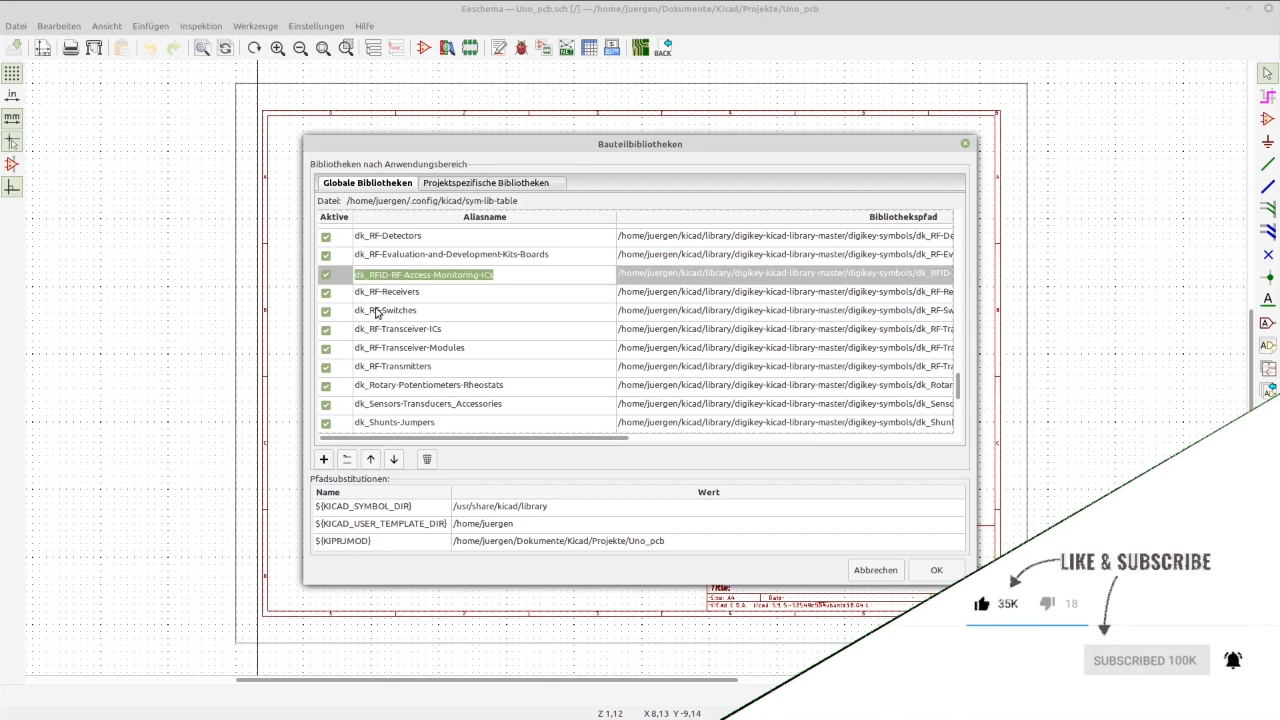 Eeschema — Uno_pcb.sch [/] — /home/juergen/Dokumente/Kicad/Projekte/Uno_pcb
Datei Bearbeiten Ansicht Einfügen Inspektion Werkzeuge Einstellungen Hilfe
BOM BACK
in
mm
Bauteilbibliotheken
Bibliotheken nach Anwendungsbereich
Globale Bibliotheken Projektspezifische Bibliotheken
Datei: /home/juergen/.config/kicad/sym-lib-table
Aktive Aliasname Bibliothekspfad
dk_RF-Detectors /home/juergen/kicad/library/digikey-kicad-library-master/digikey-symbols/dk_RF-De
dk_RF-Evaluation-and-Development-Kits-Boards /home/juergen/kicad/library/digikey-kicad-library-master/digikey-symbols/dk_RF-Ev
dk_RFID-RF-Access-Monitoring-ICs /home/juergen/kicad/library/digikey-kicad-library-master/digikey-symbols/dk_RFID-
dk_RF-Receivers /home/juergen/kicad/library/digikey-kicad-library-master/digikey-symbols/dk_RF-Re
dk_RF-Switches /home/juergen/kicad/library/digikey-kicad-library-master/digikey-symbols/dk_RF-Sw
dk_RF-Transceiver-ICs /home/juergen/kicad/library/digikey-kicad-library-master/digikey-symbols/dk_RF-Tra
dk_RF-Transceiver-Modules /home/juergen/kicad/library/digikey-kicad-library-master/digikey-symbols/dk_RF-Tra
dk_RF-Transmitters /home/juergen/kicad/library/digikey-kicad-library-master/digikey-symbols/dk_RF-Tra
dk_Rotary-Potentiometers-Rheostats /home/juergen/kicad/library/digikey-kicad-library-master/digikey-symbols/dk_Rotar
dk_Sensors-Transducers_Accessories /home/juergen/kicad/library/digikey-kicad-library-master/digikey-symbols/dk_Senso
dk_Shunts-Jumpers /home/juergen/kicad/library/digikey-kicad-library-master/digikey-symbols/dk_Shun
Pfadsubstitutionen:
Name Wert
${KICAD_SYMBOL_DIR} /usr/share/kicad/library
${KICAD_USER_TEMPLATE_DIR} /home/juergen
${KIPRJMOD} /home/juergen/Dokumente/Kicad/Projekte/Uno_pcb
Abbrechen OK
Title:
Size: A4 Date:
LIKE & SUBSCRIBE
35K 18
SUBSCRIBED 100K
Z 1,12 X 8,13 Y -9,14